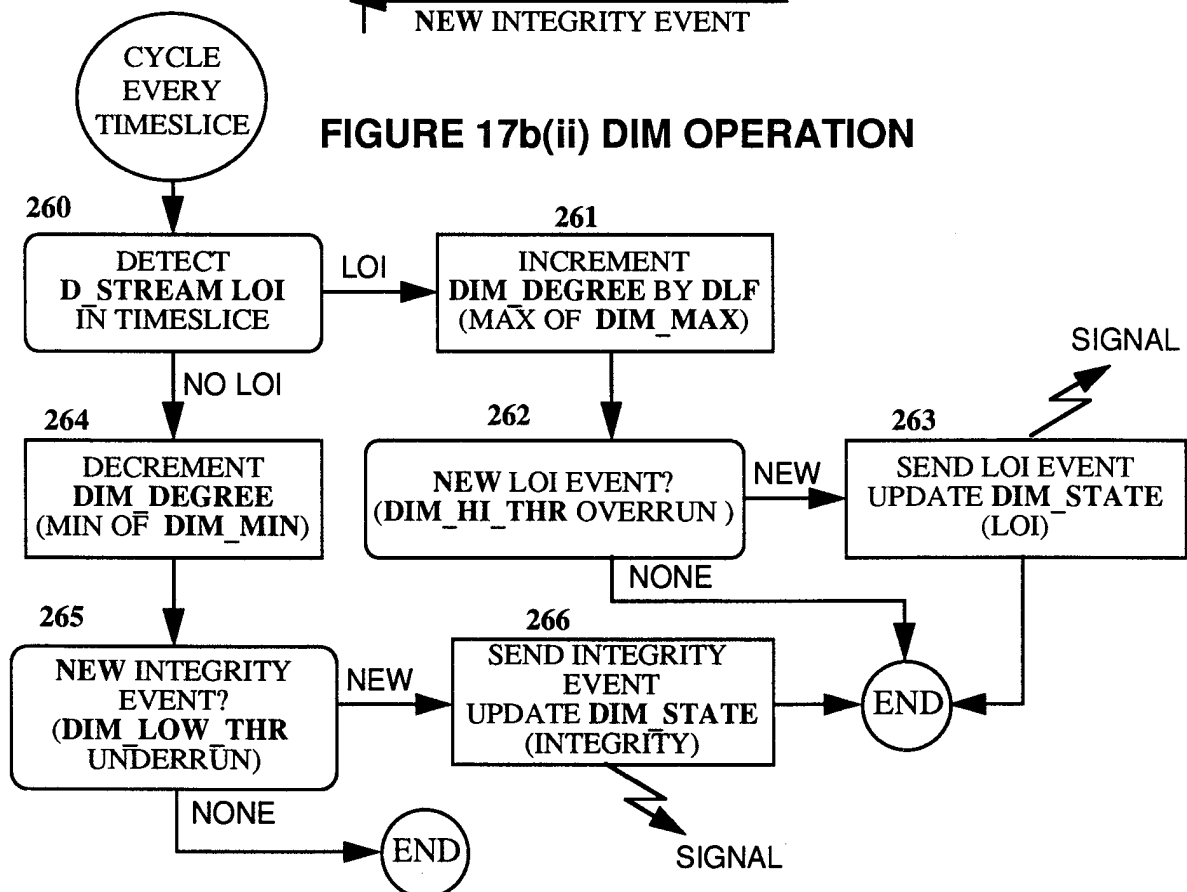 NEW INTEGRITY EVENT
CYCLE
EVERY
TIMESLICE
FIGURE 17b(ii) DIM OPERATION
260
DETECT
D_STREAM LOI
IN TIMESLICE
LOI
261
INCREMENT
DIM_DEGREE BY DLF
(MAX OF DIM_MAX)
SIGNAL
NO LOI
264
DECREMENT
DIM_DEGREE
(MIN OF DIM_MIN)
262
NEW LOI EVENT?
(DIM_HI_THR OVERRUN )
NEW
263
SEND LOI EVENT
UPDATE DIM_STATE
(LOI)
NONE
265
NEW INTEGRITY
EVENT?
(DIM_LOW_THR
UNDERRUN)
NEW
266
SEND INTEGRITY
EVENT
UPDATE DIM_STATE
(INTEGRITY)
END
NONE
END
SIGNAL